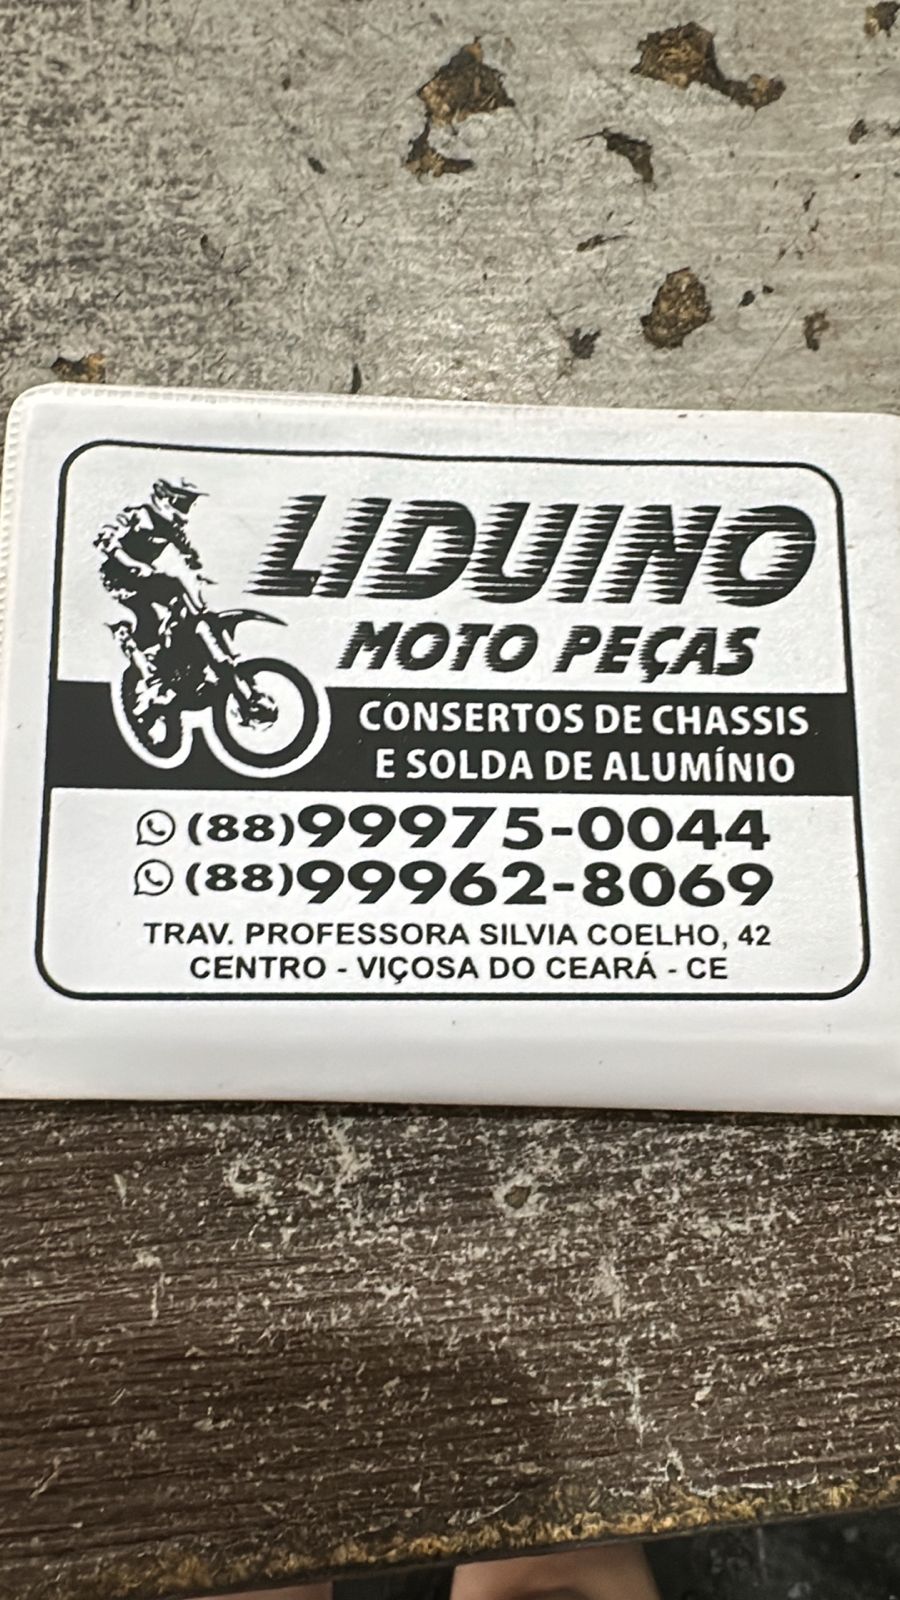 LIDUINO
MOTO PEÇAS
CONSERTOS DE CHASSIS
E SOLDA DE ALUMÍNIO
(88)99975-0044
(88)99962-8069
TRAV. PROFESSORA SILVIA COELHO, 42
CENTRO - VIÇOSA DO CEARÁ - CE